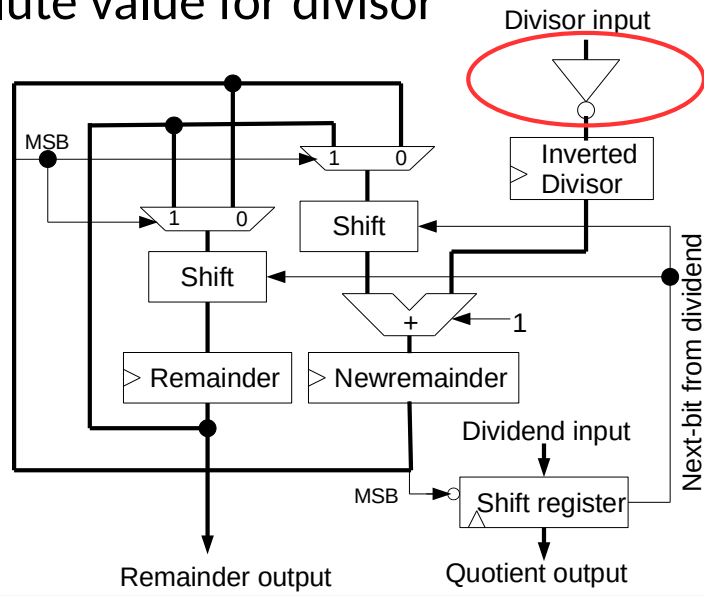 lute value for divisor
Divisor input
MSB
1 0
Inverted
Divisor
1 0
Shift
Shift
+
1
Remainder
Newremainder
Next-bit from dividend
Dividend input
MSB
Shift register
Remainder output
Quotient output